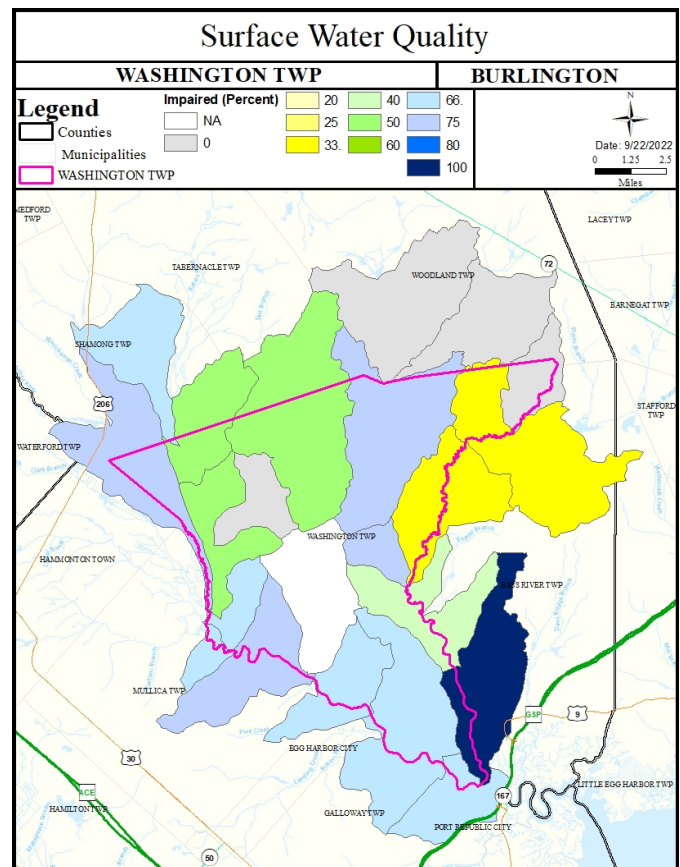 Surface Water Quality
WASHINGTON TWP
BURLINGTON
Legend
Counties
Municipalities
WASHINGTON TWP
Impaired (Percent)
NA
0
20
25
33.
40
50
60
66.
75
80
100
N
Date: 9/22/2022
0 1.25 2.5
Miles
MEDFORD
TWP
LACEY TWP
TABERNACLE TWP
WOODLAND TWP
72
BARNEGAT TWP
SHAMONG TWP
206
STAFFORD
TWP
WATERFORD TWP
Clark Branch
WASHINGTON TWP
HAMMONTON TOWN
BASS RIVER TWP
MULLICA TWP
GSP
9
30
EGG HARBOR CITY
LITTLE EGG HARBOR TWP
ACE
HAMILTON TWP
167
GALLOWAY TWP
PORT REPUBLIC CITY
50